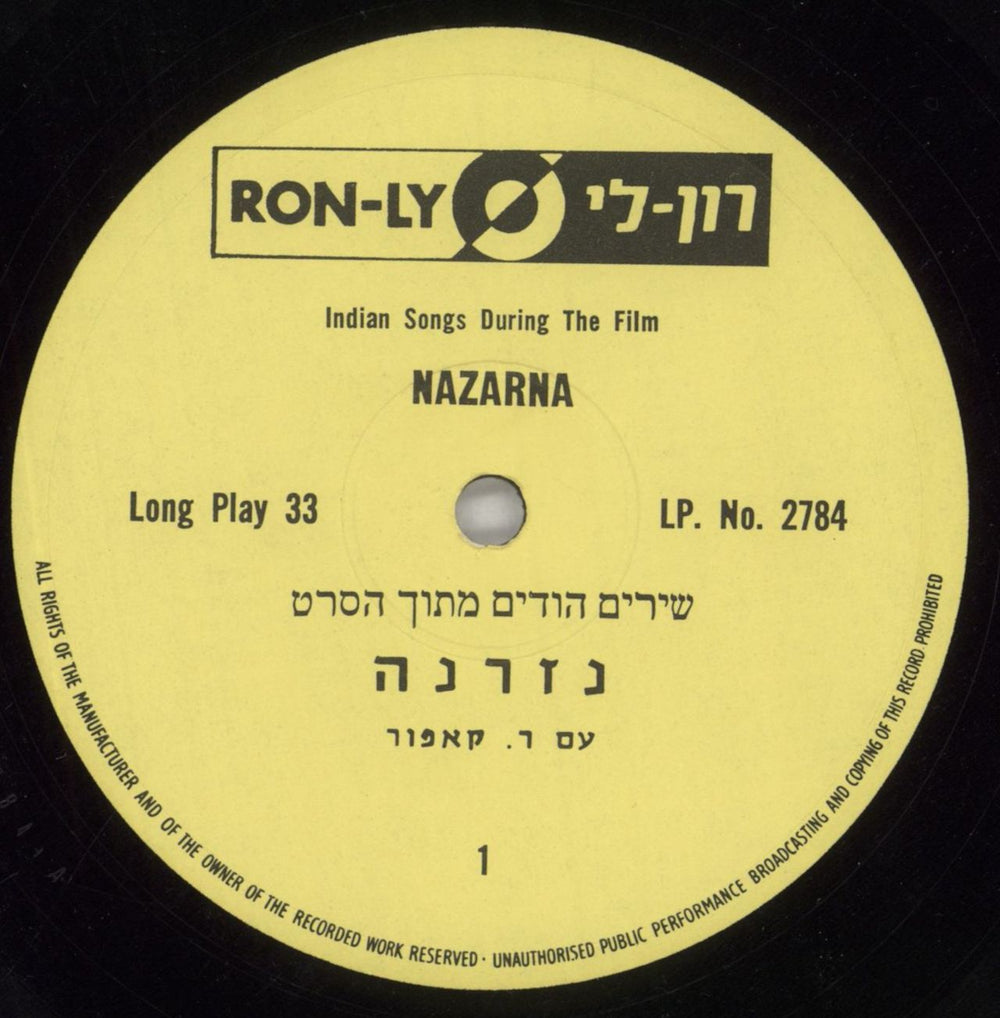 RON-LY רון-לי
Indian Songs During The Film
NAZARNA
Long Play 33 LP. No. 2784
שירים הודים מתוך הסרט
נזרנה
עם ר. קאפור
1
ALL RIGHTS OF THE MANUFACTURER AND OF THE OWNER OF THE RECORDED WORK RESERVED · UNAUTHORISED PUBLIC PERFORMANCE BROADCASTING AND COPYING OF THIS RECORD PROHIBITED